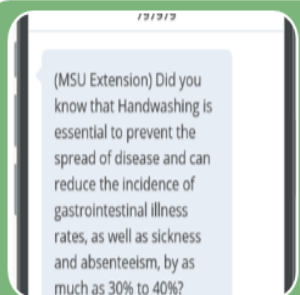 (MSU Extension) Did you
know that Handwashing is
essential to prevent the
spread of disease and can
reduce the incidence of
gastrointestinal illness
rates, as well as sickness
and absenteeism, by as
much as 30% to 40%?